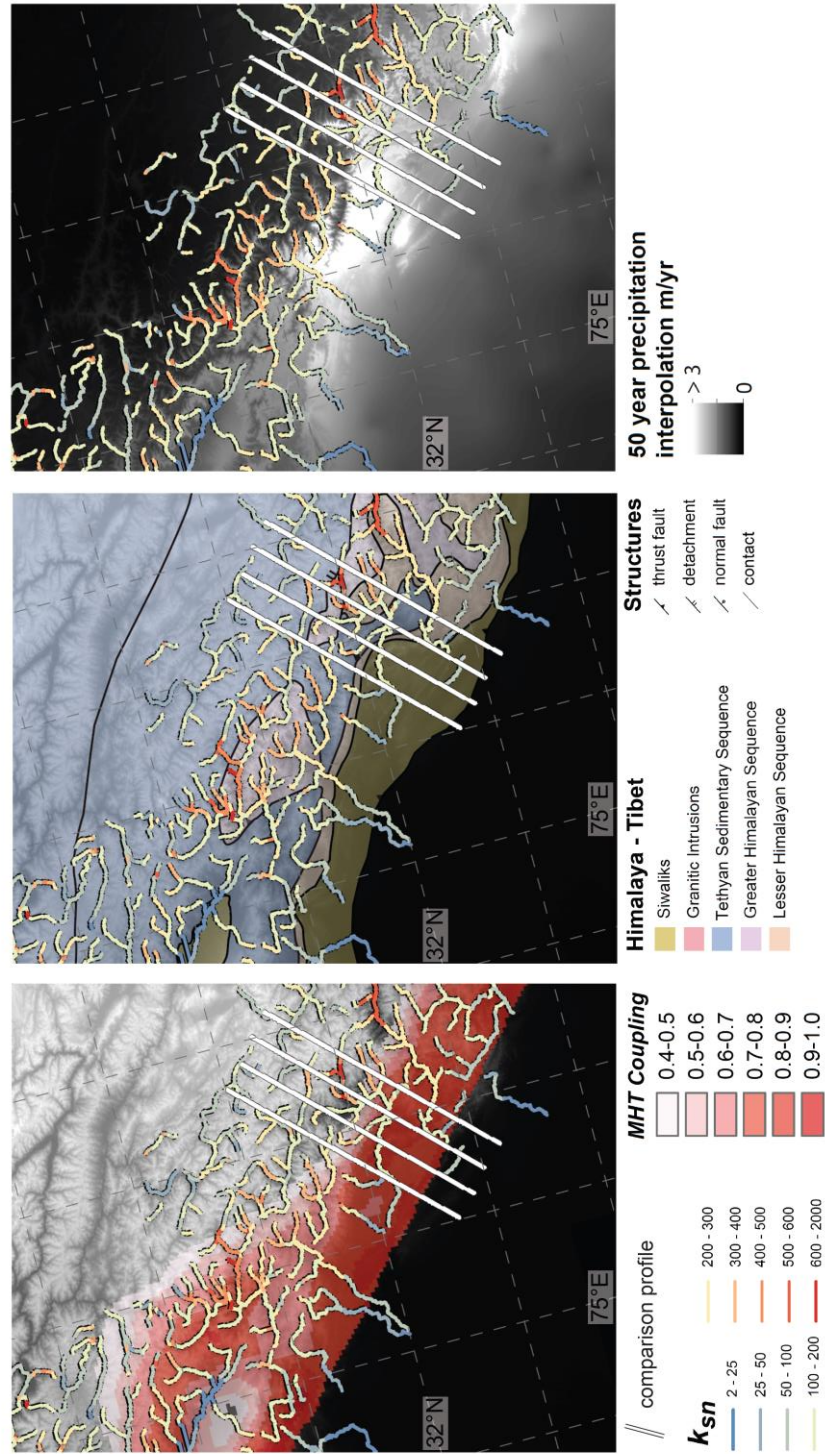 32°N
75°E
32°N
75°E
32°N
75°E
comparison profile
ksn
2 - 25
25 - 50
50 - 100
100 - 200
200 - 300
300 - 400
400 - 500
500 - 600
600 - 2000
MHT Coupling
0.4-0.5
0.5-0.6
0.6-0.7
0.7-0.8
0.8-0.9
0.9-1.0
Himalaya - Tibet
Siwaliks
Granitic Intrusions
Tethyan Sedimentary Sequence
Greater Himalayan Sequence
Lesser Himalayan Sequence
Structures
thrust fault
detachment
normal fault
contact
50 year precipitation
interpolation m/yr
> 3
0